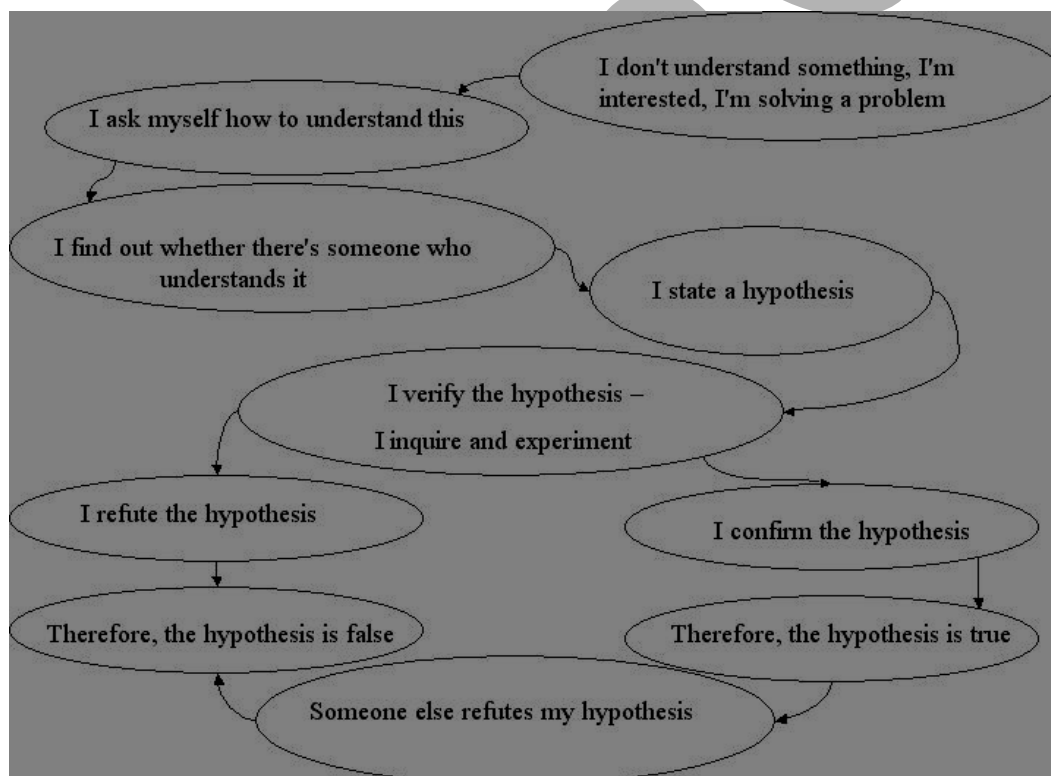 I don't understand something, I'm
interested, I'm solving a problem
I ask myself how to understand this
I find out whether there's someone who
understands it
I state a hypothesis
I verify the hypothesis –
I inquire and experiment
I refute the hypothesis
I confirm the hypothesis
Therefore, the hypothesis is false
Therefore, the hypothesis is true
Someone else refutes my hypothesis